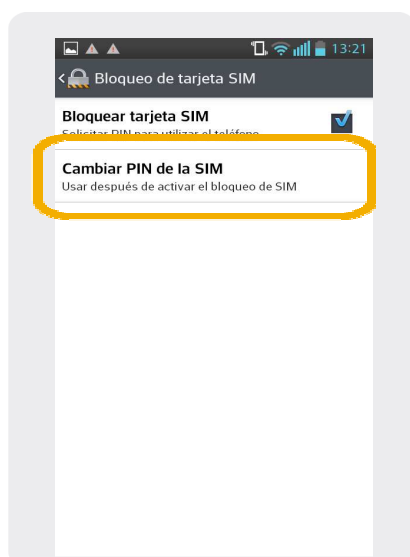 13:21
Bloqueo de tarjeta SIM
Bloquear tarjeta SIM
Solicitar PIN para utilizar el teléfono
Cambiar PIN de la SIM
Usar después de activar el bloqueo de SIM